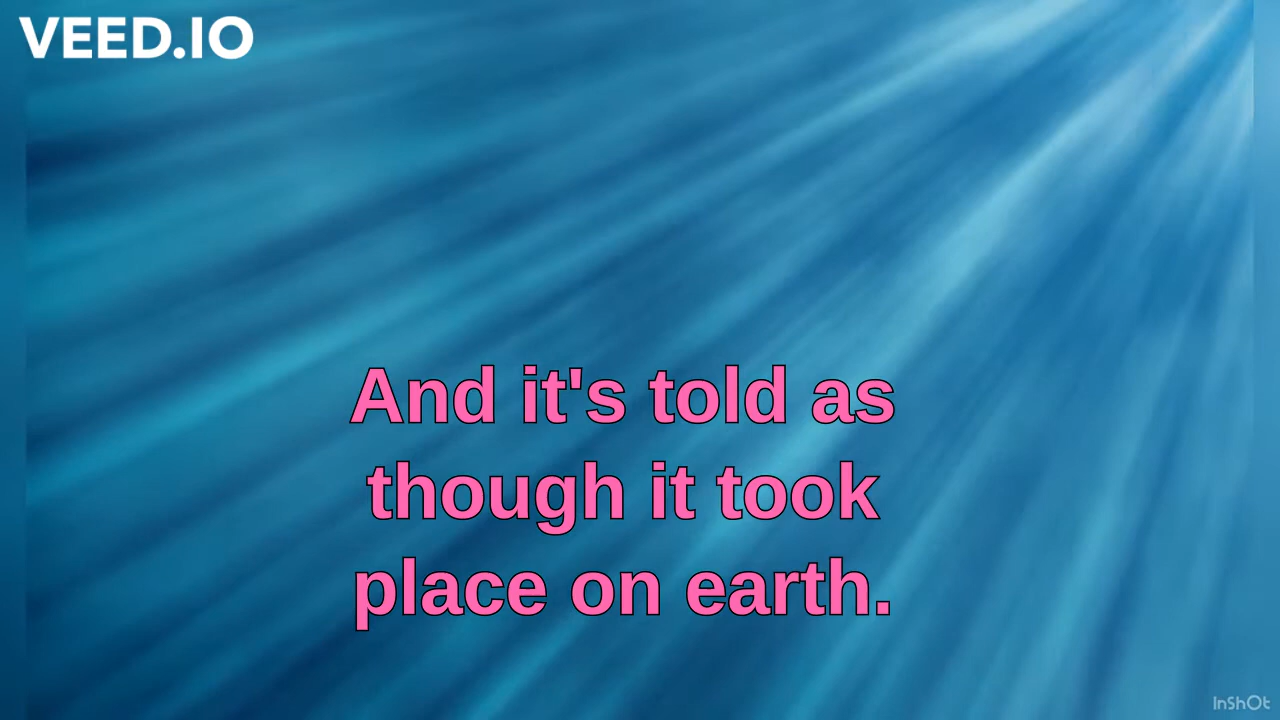 VEED.IO
And it's told as
though it took
place on earth.
InShOt